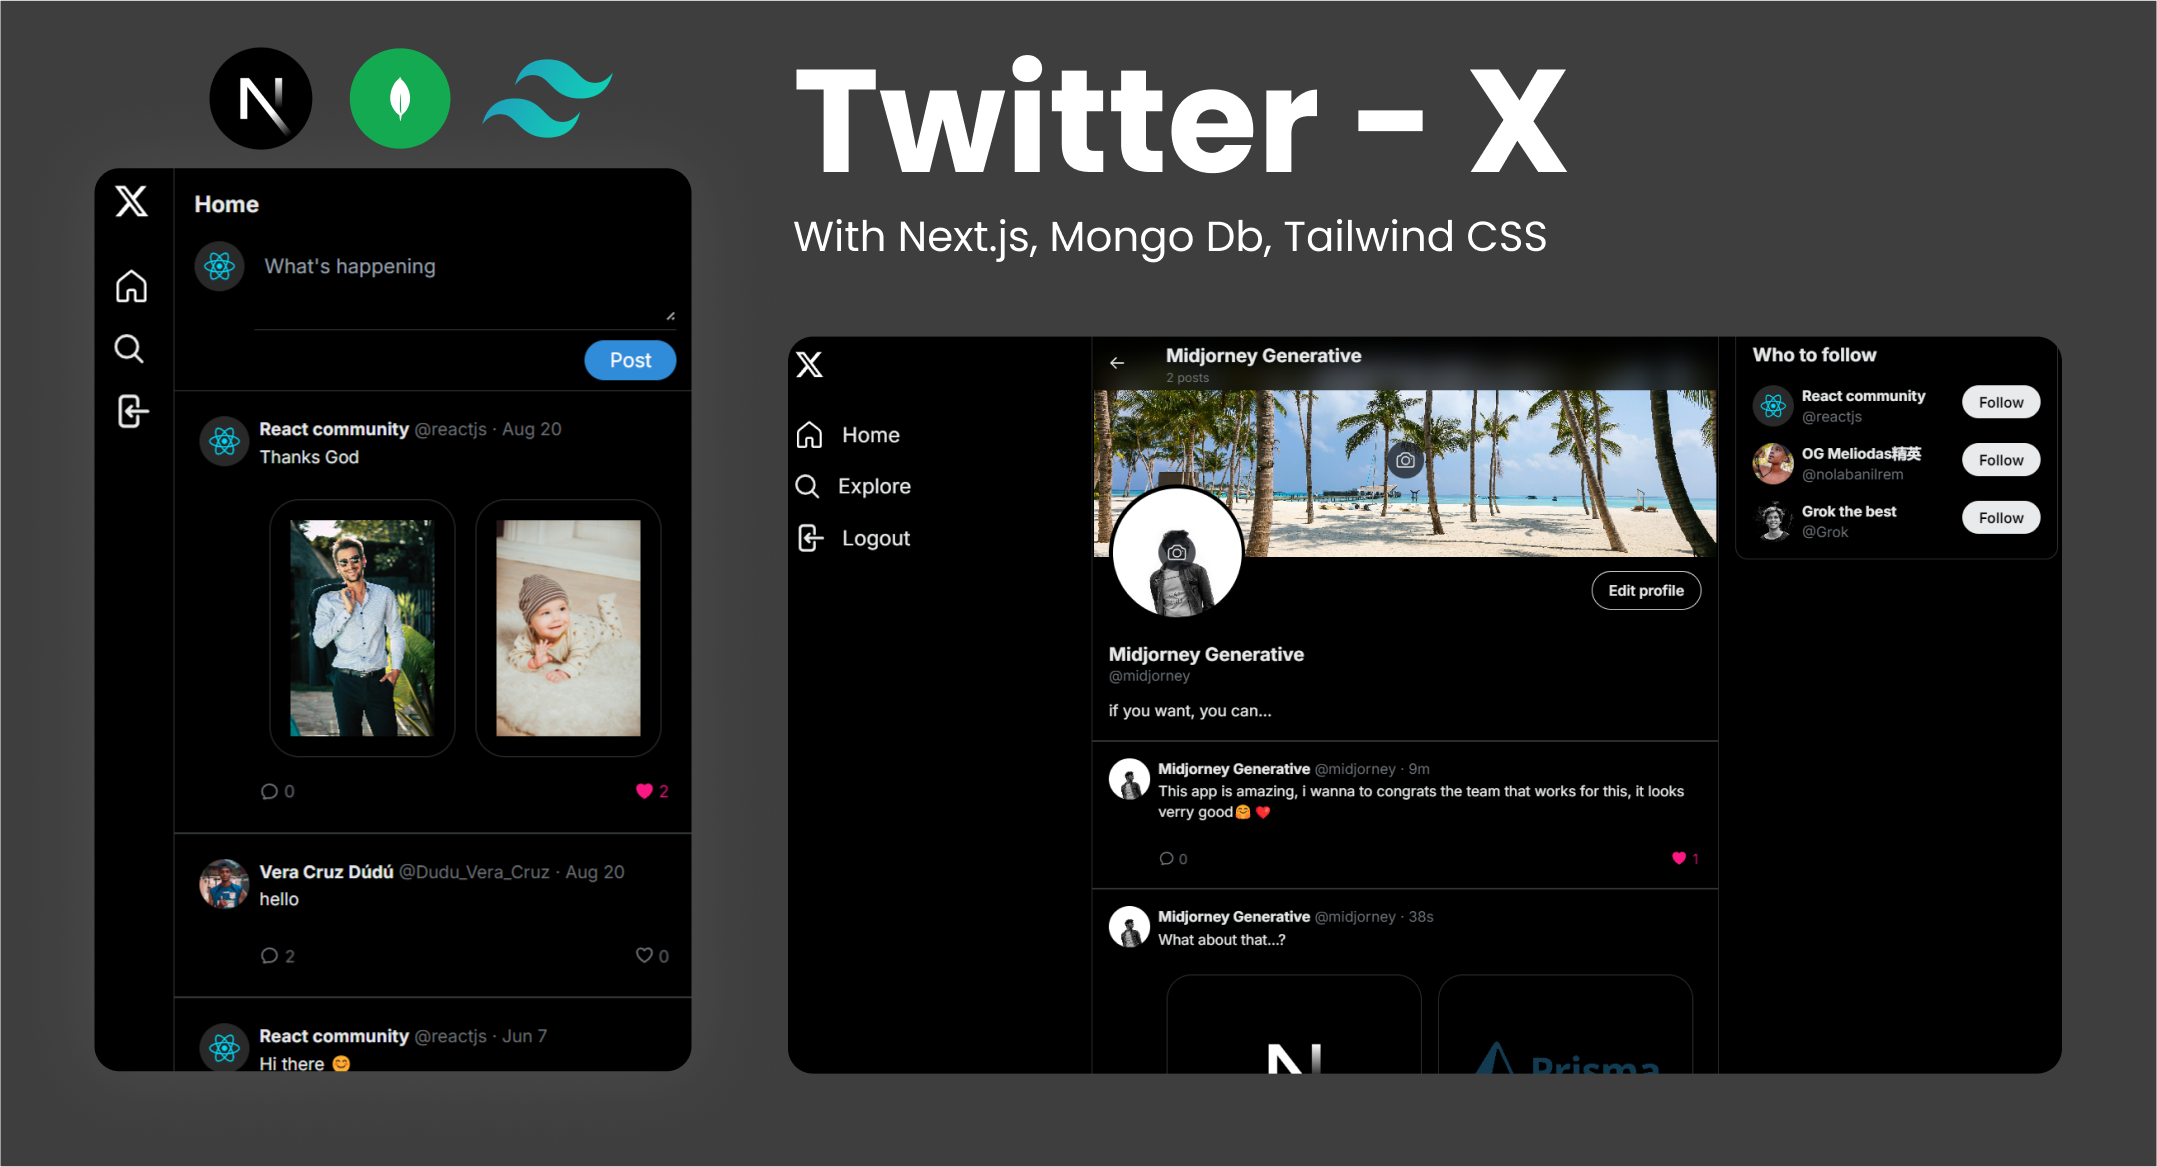 Twitter - X
With Next.js, Mongo Db, Tailwind CSS
Home
What's happening
Post
React community @reactjs · Aug 20
Thanks God
0
2
Vera Cruz Dúdú @Dudu_Vera_Cruz · Aug 20
hello
2
0
React community @reactjs · Jun 7
Hi there 😊
Home
Explore
Logout
Midjorney Generative
2 posts
Edit profile
Midjorney Generative
@midjorney
if you want, you can...
Midjorney Generative @midjorney · 9m
This app is amazing, i wanna to congrats the team that works for this, it looks
verry good🤗 ❤️
0
1
Midjorney Generative @midjorney · 38s
What about that...?
N
Prisma
Who to follow
React community
@reactjs
Follow
OG Meliodas精英
@nolabanilrem
Follow
Grok the best
@Grok
Follow